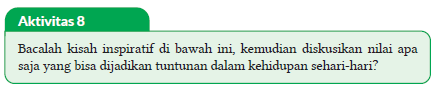 Aktivitas 8
Bacalah kisah inspiratif di bawah ini, kemudian diskusikan nilai apa
saja yang bisa dijadikan tuntunan dalam kehidupan sehari-hari?